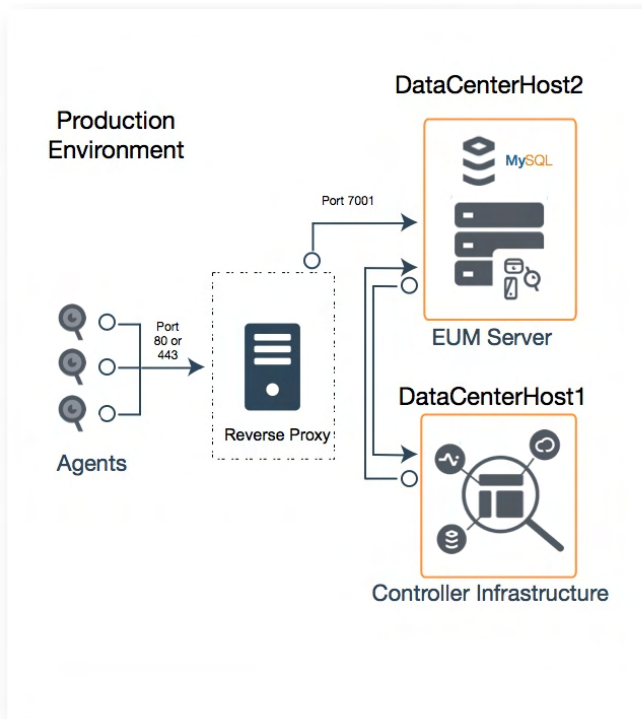 DataCenterHost2
Production
Environment
MySQL
Port 7001
Port
80 or
443
EUM Server
Reverse Proxy
DataCenterHost1
Agents
Controller Infrastructure